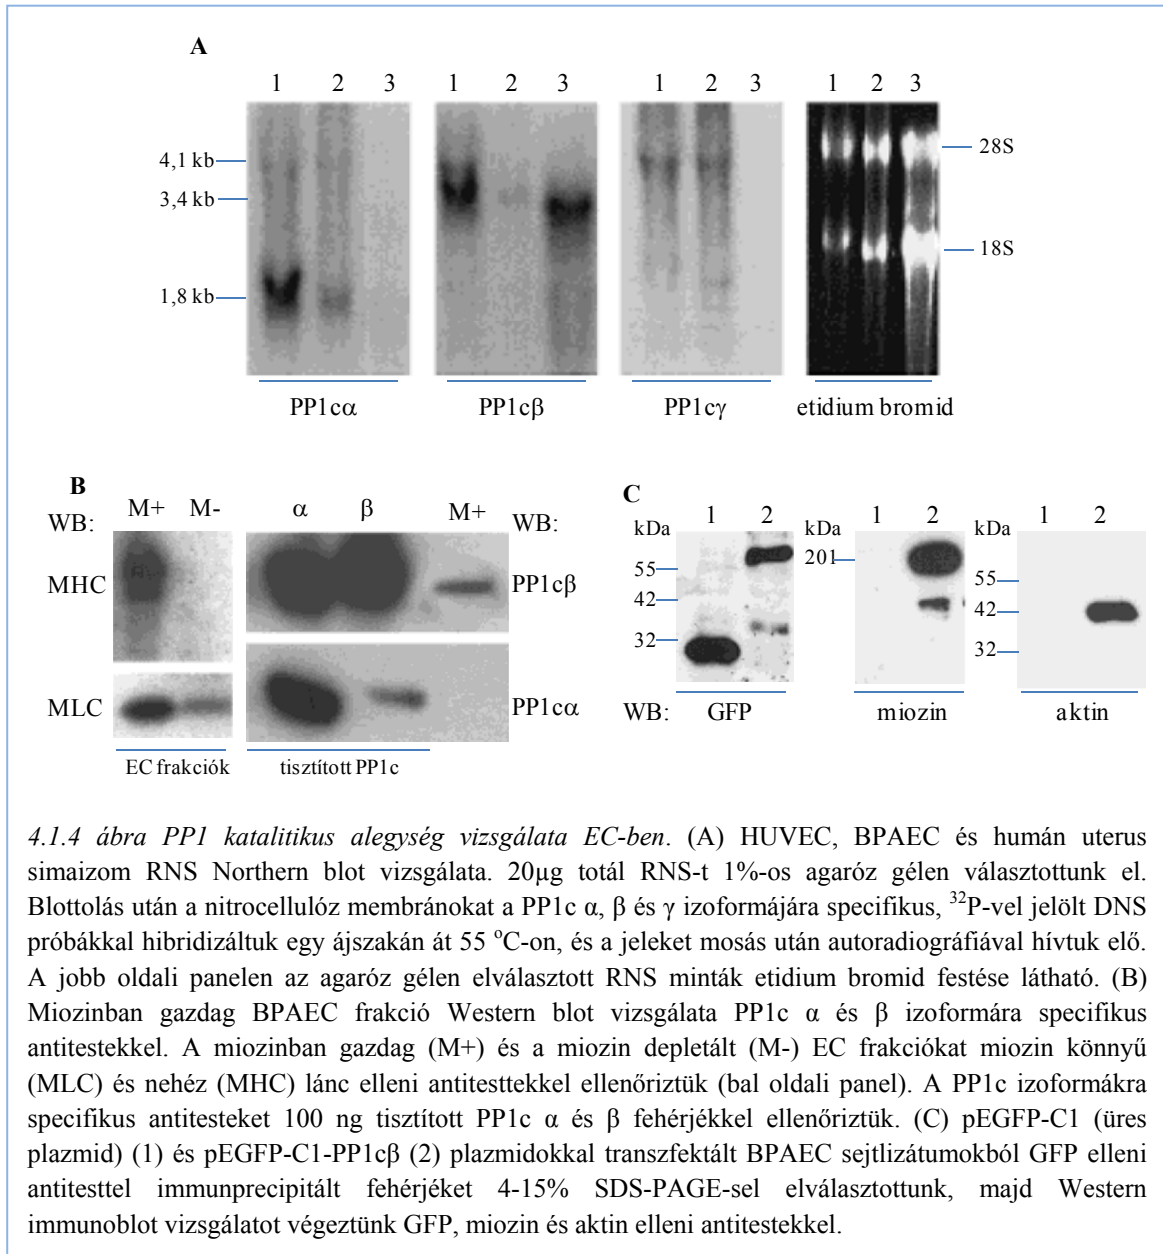 A
1 2 3 1 2 3 1 2 3 1 2 3
4,1 kb
28S
3,4 kb
18S
1,8 kb
PP1cα PP1cβ PP1cγ etidium bromid
B
M+ M- α β M+
WB: WB:
MHC PP1cβ
MLC PP1cα
EC frakciók tisztított PP1c
C
kDa 1 2 kDa 1 2 kDa 1 2
55 201 55
42 42
32 32
WB: GFP miozin aktin
4.1.4 ábra PP1 katalitikus alegység vizsgálata EC-ben. (A) HUVEC, BPAEC és humán uterus
simaizom RNS Northern blot vizsgálata. 20µg totál RNS-t 1%-os agaróz gélen választottunk el.
Blottolás után a nitrocellulóz membránokat a PP1c α, β és γ izoformájára specifikus, ³²P-vel jelölt DNS
próbákkal hibridizáltuk egy ájszakán át 55 °C-on, és a jeleket mosás után autoradiográfiával hívtuk elő.
A jobb oldali panelen az agaróz gélen elválasztott RNS minták etidium bromid festése látható. (B)
Miozinban gazdag BPAEC frakció Western blot vizsgálata PP1c α és β izoformára specifikus
antitestekkel. A miozinban gazdag (M+) és a miozin depletált (M-) EC frakciókat miozin könnyű
(MLC) és nehéz (MHC) lánc elleni antitesttekkel ellenőriztük (bal oldali panel). A PP1c izoformákra
specifikus antitesteket 100 ng tisztított PP1c α és β fehérjékkel ellenőriztük. (C) pEGFP-C1 (üres
plazmid) (1) és pEGFP-C1-PP1cβ (2) plazmidokkal transzfektált BPAEC sejtlizátumokból GFP elleni
antitesttel immunprecipitált fehérjéket 4-15% SDS-PAGE-sel elválasztottunk, majd Western
immunoblot vizsgálatot végeztünk GFP, miozin és aktin elleni antitestekkel.